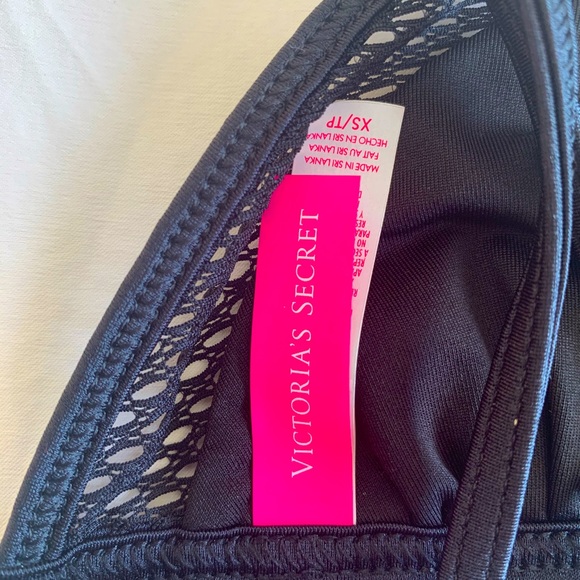 VICTORIA'S SECRET
XS/TP
HECHO EN SRI LANKA
FAIT AU SRI LANKA
MADE IN SRI LANKA